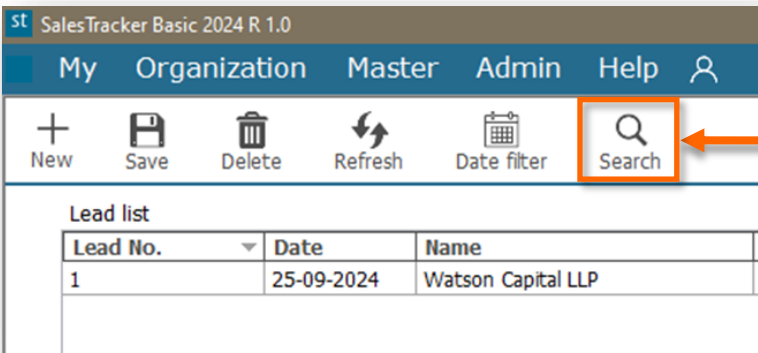 st SalesTracker Basic 2024 R 1.0
My Organization Master Admin Help
New Save Delete Refresh Date filter Search
Lead list
Lead No. Date Name
1 25-09-2024 Watson Capital LLP